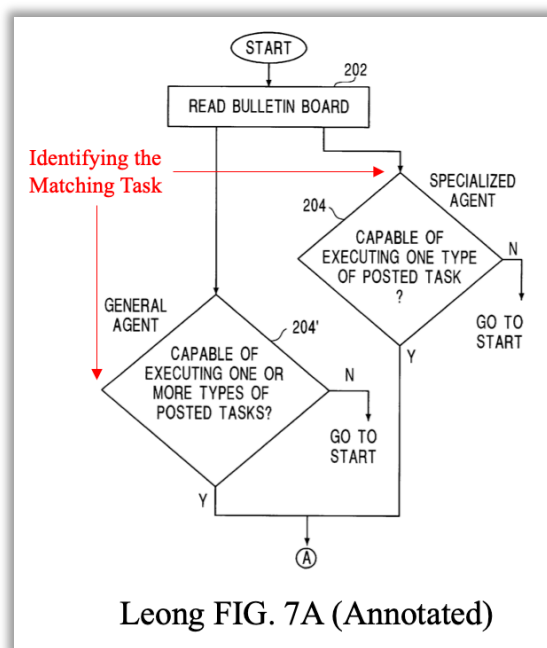 START
202
READ BULLETIN BOARD
Identifying the
Matching Task
SPECIALIZED
AGENT
204
CAPABLE OF
EXECUTING ONE TYPE
OF POSTED TASK
?
N
GO TO
START
Y
GENERAL
AGENT
204'
CAPABLE OF
EXECUTING ONE OR
MORE TYPES OF
POSTED TASKS?
N
GO TO
START
Y
A
Leong FIG. 7A (Annotated)